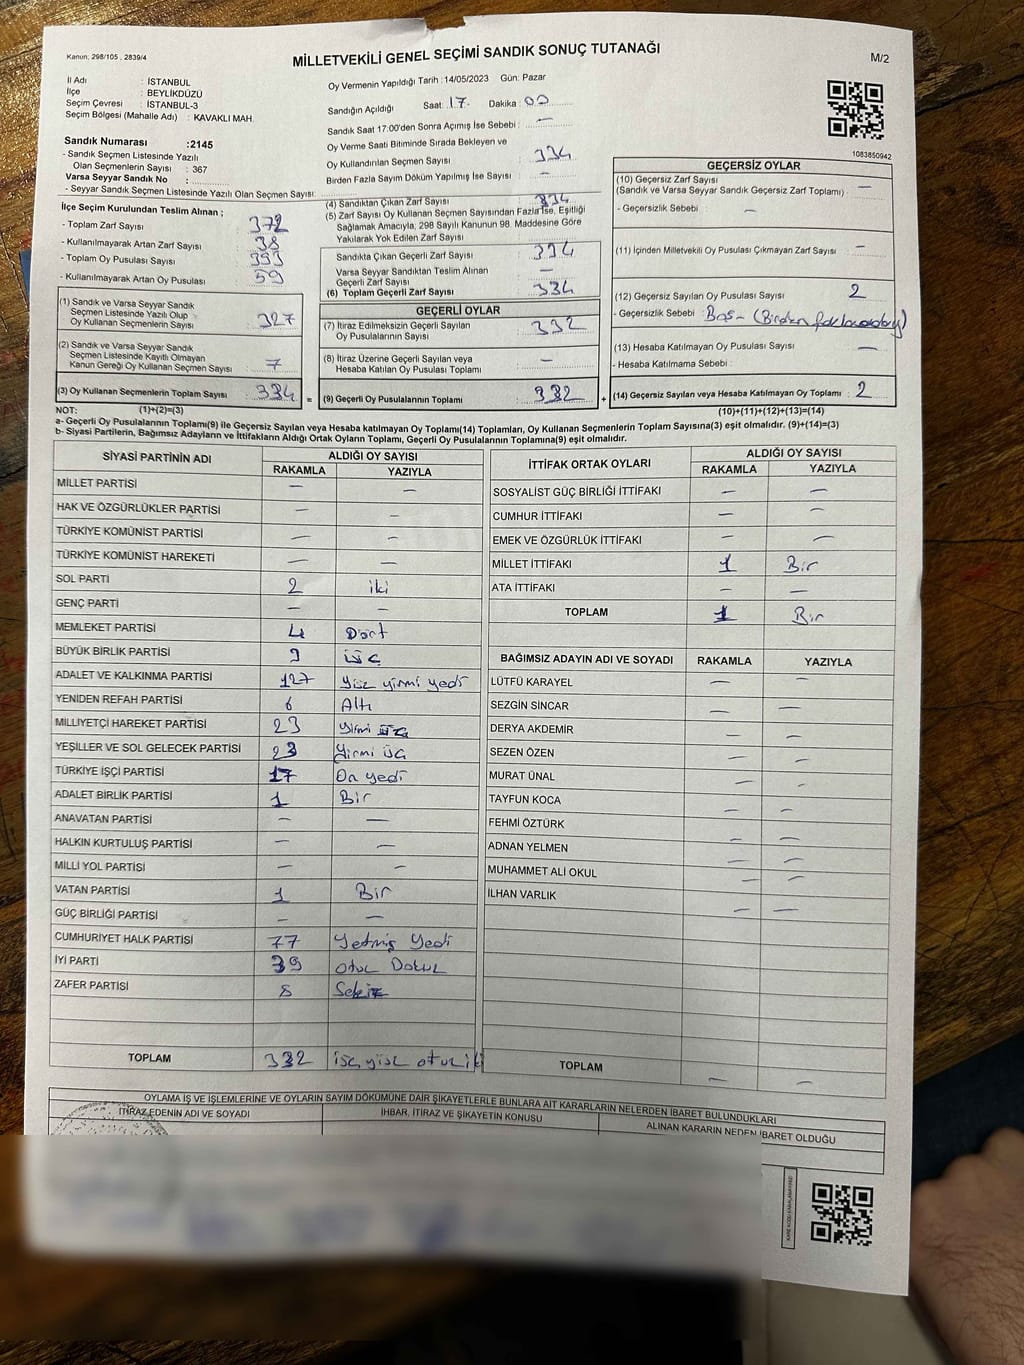 Kanun; 298/105 , 2839/4
MİLLETVEKİLİ GENEL SEÇİMİ SANDIK SONUÇ TUTANAĞI
M/2
İl Adı : İSTANBUL
İlçe : BEYLİKDÜZÜ
Seçim Çevresi : İSTANBUL-3
Seçim Bölgesi (Mahalle Adı) : KAVAKLI MAH.
Oy Vermenin Yapıldığı Tarih : 14/05/2023 Gün: Pazar
Sandığın Açıldığı Saat: 17 Dakika : 00
Sandık Saat 17:00'den Sonra Açımış İse Sebebi : —
Oy Verme Saati Bitiminde Sırada Bekleyen ve
Oy Kullandırılan Seçmen Sayısı : 334
Birden Fazla Sayım Döküm Yapılmış İse Sayısı : —
Sandık Numarası :2145
- Sandık Seçmen Listesinde Yazılı
Olan Seçmenlerin Sayısı : 367
Varsa Seyyar Sandık No :
- Seyyar Sandık Seçmen Listesinde Yazılı Olan Seçmen Sayısı:
1083850942
İlçe Seçim Kurulundan Teslim Alınan ;
- Toplam Zarf Sayısı : 372
- Kullanılmayarak Artan Zarf Sayısı : 38
- Toplam Oy Pusulası Sayısı : 393
- Kullanılmayarak Artan Oy Pusulası : 59
(1) Sandık ve Varsa Seyyar Sandık
Seçmen Listesinde Yazılı Olup
Oy Kullanan Seçmenlerin Sayısı : 327
(2) Sandık ve Varsa Seyyar Sandık
Seçmen Listesinde Kayıtlı Olmayan
Kanun Gereği Oy Kullanan Seçmen Sayısı : 7
(3) Oy Kullanan Seçmenlerin Toplam Sayısı : 334
(4) Sandıktan Çıkan Zarf Sayısı : 334
(5) Zarf Sayısı Oy Kullanan Seçmen Sayısından Fazla İse, Eşitliği
Sağlamak Amacıyla, 298 Sayılı Kanunun 98. Maddesine Göre
Yakılarak Yok Edilen Zarf Sayısı :
Sandıkta Çıkan Geçerli Zarf Sayısı : 334
Varsa Seyyar Sandıktan Teslim Alınan
Geçerli Zarf Sayısı : —
(6) Toplam Geçerli Zarf Sayısı : 334
GEÇERLİ OYLAR
(7) İtiraz Edilmeksizin Geçerli Sayılan
Oy Pusulalarının Sayısı : 332
(8) İtiraz Üzerine Geçerli Sayılan veya
Hesaba Katılan Oy Pusulası Toplamı : —
= (9) Geçerli Oy Pusulalarının Toplamı : 332
GEÇERSİZ OYLAR
(10) Geçersiz Zarf Sayısı
(Sandık ve Varsa Seyyar Sandık Geçersiz Zarf Toplamı) : —
- Geçersizlik Sebebi : —
(11) İçinden Milletvekili Oy Pusulası Çıkmayan Zarf Sayısı : —
(12) Geçersiz Sayılan Oy Pusulası Sayısı : 2
- Geçersizlik Sebebi :
(13) Hesaba Katılmayan Oy Pusulası Sayısı : —
- Hesaba Katılmama Sebebi :
+ (14) Geçersiz Sayılan veya Hesaba Katılmayan Oy Toplamı : 2
NOT: (1)+(2)=(3)
(10)+(11)+(12)+(13)=(14)
a- Geçerli Oy Pusulalarının Toplamı(9) ile Geçersiz Sayılan veya Hesaba katılmayan Oy Toplamı(14) Toplamları, Oy Kullanan Seçmenlerin Toplam Sayısına(3) eşit olmalıdır. (9)+(14)=(3)
b- Siyasi Partilerin, Bağımsız Adayların ve İttifakların Aldığı Ortak Oyların Toplamı, Geçerli Oy Pusulalarının Toplamına(9) eşit olmalıdır.
SİYASİ PARTİNİN ADI ALDIĞI OY SAYISI
RAKAMLA YAZIYLA
MİLLET PARTİSİ — —
HAK VE ÖZGÜRLÜKLER PARTİSİ — —
TÜRKİYE KOMÜNİST PARTİSİ — —
TÜRKİYE KOMÜNİST HAREKETİ — —
SOL PARTİ 2 iki
GENÇ PARTİ — —
MEMLEKET PARTİSİ 4 Dört
BÜYÜK BİRLİK PARTİSİ 3 üç
ADALET VE KALKINMA PARTİSİ 127 Yüz yirmi yedi
YENİDEN REFAH PARTİSİ 6 Altı
MİLLİYETÇİ HAREKET PARTİSİ 23 yirmi üç
YEŞİLLER VE SOL GELECEK PARTİSİ 23 Yirmi üç
TÜRKİYE İŞÇİ PARTİSİ 17 On yedi
ADALET BİRLİK PARTİSİ 1 Bir
ANAVATAN PARTİSİ — —
HALKIN KURTULUŞ PARTİSİ — —
MİLLİ YOL PARTİSİ — —
VATAN PARTİSİ 1 Bir
GÜÇ BİRLİĞİ PARTİSİ — —
CUMHURİYET HALK PARTİSİ 77 Yetmiş Yedi
İYİ PARTİ 39 Otuz Dokuz
ZAFER PARTİSİ 8 Sekiz
TOPLAM 332 üç yüz otuz iki
İTTİFAK ORTAK OYLARI ALDIĞI OY SAYISI
RAKAMLA YAZIYLA
SOSYALİST GÜÇ BİRLİĞİ İTTİFAKI — —
CUMHUR İTTİFAKI — —
EMEK VE ÖZGÜRLÜK İTTİFAKI — —
MİLLET İTTİFAKI 1 Bir
ATA İTTİFAKI — —
TOPLAM 1 Bir
BAĞIMSIZ ADAYIN ADI VE SOYADI RAKAMLA YAZIYLA
LÜTFÜ KARAYEL — —
SEZGİN SİNCAR — —
DERYA AKDEMİR — —
SEZEN ÖZEN — —
MURAT ÜNAL — —
TAYFUN KOCA — —
FEHMİ ÖZTÜRK
ADNAN YELMEN — —
MUHAMMET ALİ OKUL — —
İLHAN VARLIK — —
TOPLAM — —
OYLAMA İŞ VE İŞLEMLERİNE VE OYLARIN SAYIM DÖKÜMÜNE DAİR ŞİKAYETLERLE BUNLARA AİT KARARLARIN NELERDEN İBARET BULUNDUKLARI
İTİRAZ EDENİN ADI VE SOYADI İHBAR, İTİRAZ VE ŞİKAYETİN KONUSU ALINAN KARARIN NEDEN İBARET OLDUĞU